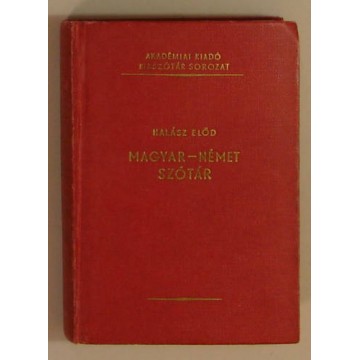 AKADÉMIAI KIADÓ
KISSZÓTÁR SOROZAT
HALÁSZ ELŐD
MAGYAR–NÉMET
SZÓTÁR